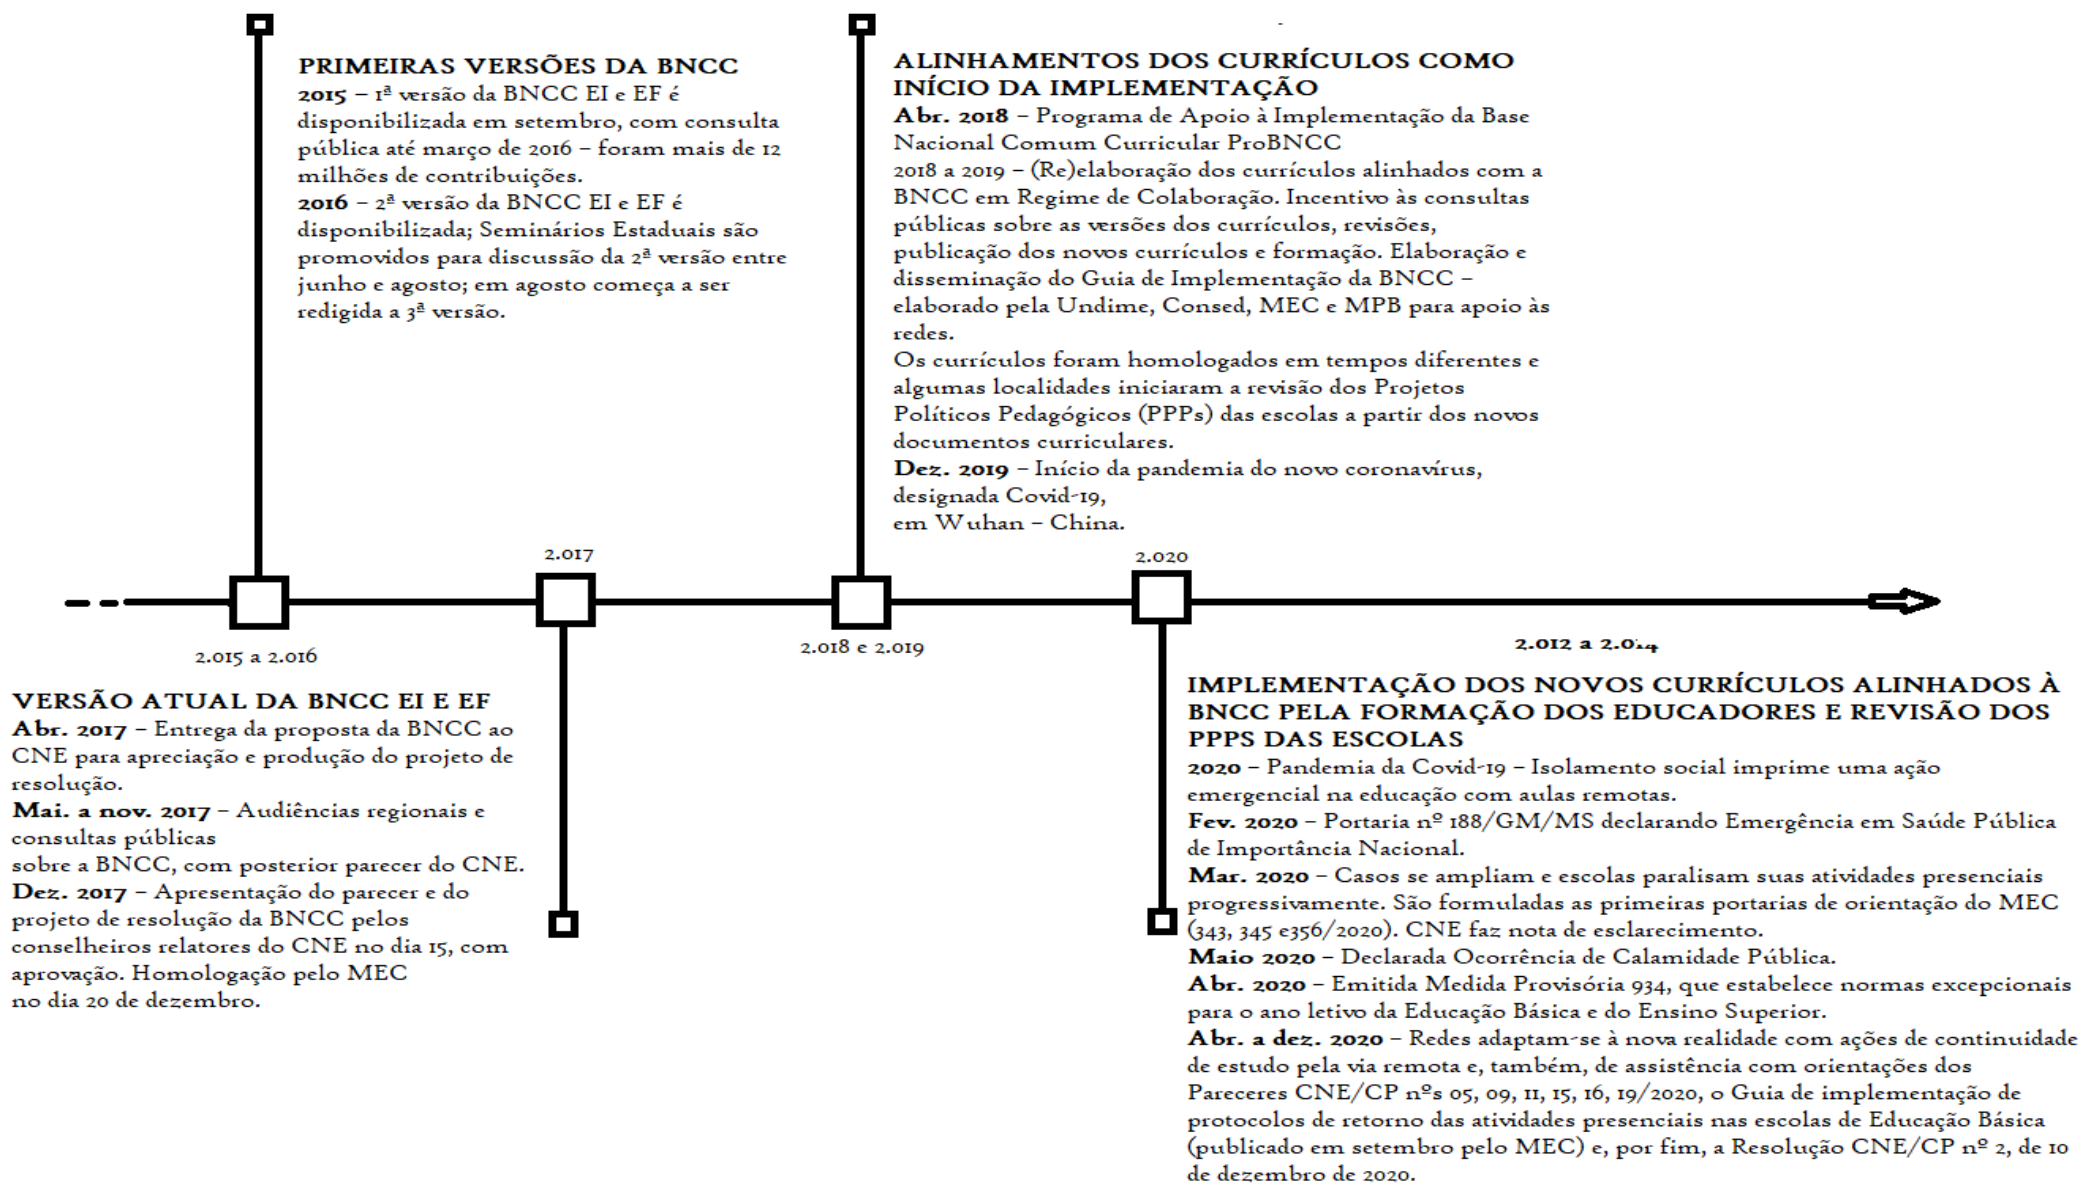 PRIMEIRAS VERSÕES DA BNCC
2015 – 1ª versão da BNCC EI e EF é
disponibilizada em setembro, com consulta
pública até março de 2016 – foram mais de 12
milhões de contribuições.
2016 – 2ª versão da BNCC EI e EF é
disponibilizada; Seminários Estaduais são
promovidos para discussão da 2ª versão entre
junho e agosto; em agosto começa a ser
redigida a 3ª versão.
ALINHAMENTOS DOS CURRÍCULOS COMO
INÍCIO DA IMPLEMENTAÇÃO
Abr. 2018 – Programa de Apoio à Implementação da Base
Nacional Comum Curricular ProBNCC
2018 a 2019 – (Re)elaboração dos currículos alinhados com a
BNCC em Regime de Colaboração. Incentivo às consultas
públicas sobre as versões dos currículos, revisões,
publicação dos novos currículos e formação. Elaboração e
disseminação do Guia de Implementação da BNCC –
elaborado pela Undime, Consed, MEC e MPB para apoio às
redes.
Os currículos foram homologados em tempos diferentes e
algumas localidades iniciaram a revisão dos Projetos
Políticos Pedagógicos (PPPs) das escolas a partir dos novos
documentos curriculares.
Dez. 2019 – Início da pandemia do novo coronavírus,
designada Covid-19,
em Wuhan – China.
2.017
2.020
2.015 a 2.016
2.018 e 2.019
2.012 a
VERSÃO ATUAL DA BNCC EI E EF
Abr. 2017 – Entrega da proposta da BNCC ao
CNE para apreciação e produção do projeto de
resolução.
Mai. a nov. 2017 – Audiências regionais e
consultas públicas
sobre a BNCC, com posterior parecer do CNE.
Dez. 2017 – Apresentação do parecer e do
projeto de resolução da BNCC pelos
conselheiros relatores do CNE no dia 15, com
aprovação. Homologação pelo MEC
no dia 20 de dezembro.
IMPLEMENTAÇÃO DOS NOVOS CURRÍCULOS ALINHADOS À
BNCC PELA FORMAÇÃO DOS EDUCADORES E REVISÃO DOS
PPPS DAS ESCOLAS
2020 – Pandemia da Covid-19 – Isolamento social imprime uma ação
emergencial na educação com aulas remotas.
Fev. 2020 – Portaria nº 188/GM/MS declarando Emergência em Saúde Pública
de Importância Nacional.
Mar. 2020 – Casos se ampliam e escolas paralisam suas atividades presenciais
progressivamente. São formuladas as primeiras portarias de orientação do MEC
(343, 345 e356/2020). CNE faz nota de esclarecimento.
Maio 2020 – Declarada Ocorrência de Calamidade Pública.
Abr. 2020 – Emitida Medida Provisória 934, que estabelece normas excepcionais
para o ano letivo da Educação Básica e do Ensino Superior.
Abr. a dez. 2020 – Redes adaptam-se à nova realidade com ações de continuidade
de estudo pela via remota e, também, de assistência com orientações dos
Pareceres CNE/CP nºs 05, 09, 11, 15, 16, 19/2020, o Guia de implementação de
protocolos de retorno das atividades presenciais nas escolas de Educação Básica
(publicado em setembro pelo MEC) e, por fim, a Resolução CNE/CP nº 2, de 10
de dezembro de 2020.